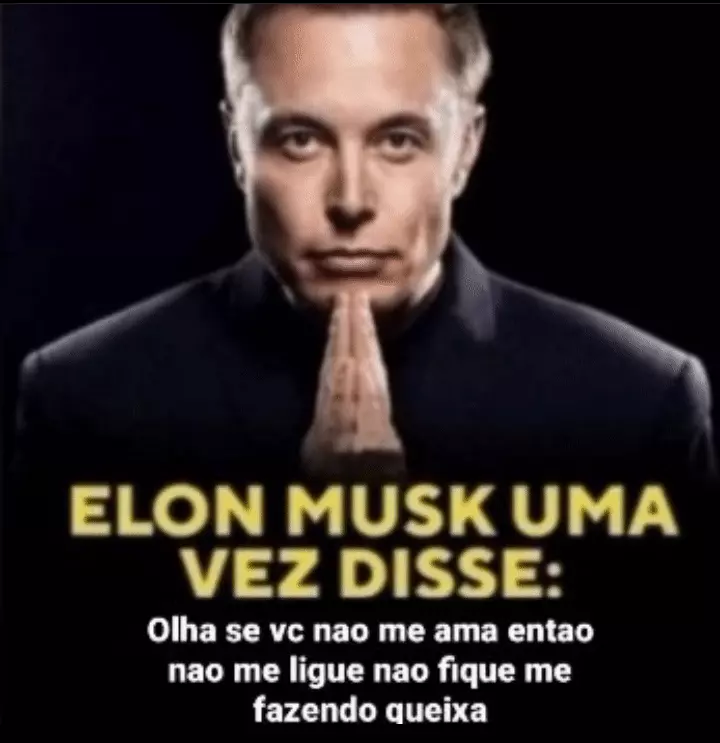 ELON MUSK UMA
VEZ DISSE:
Olha se vc nao me ama entao
nao me ligue nao fique me
fazendo queixa